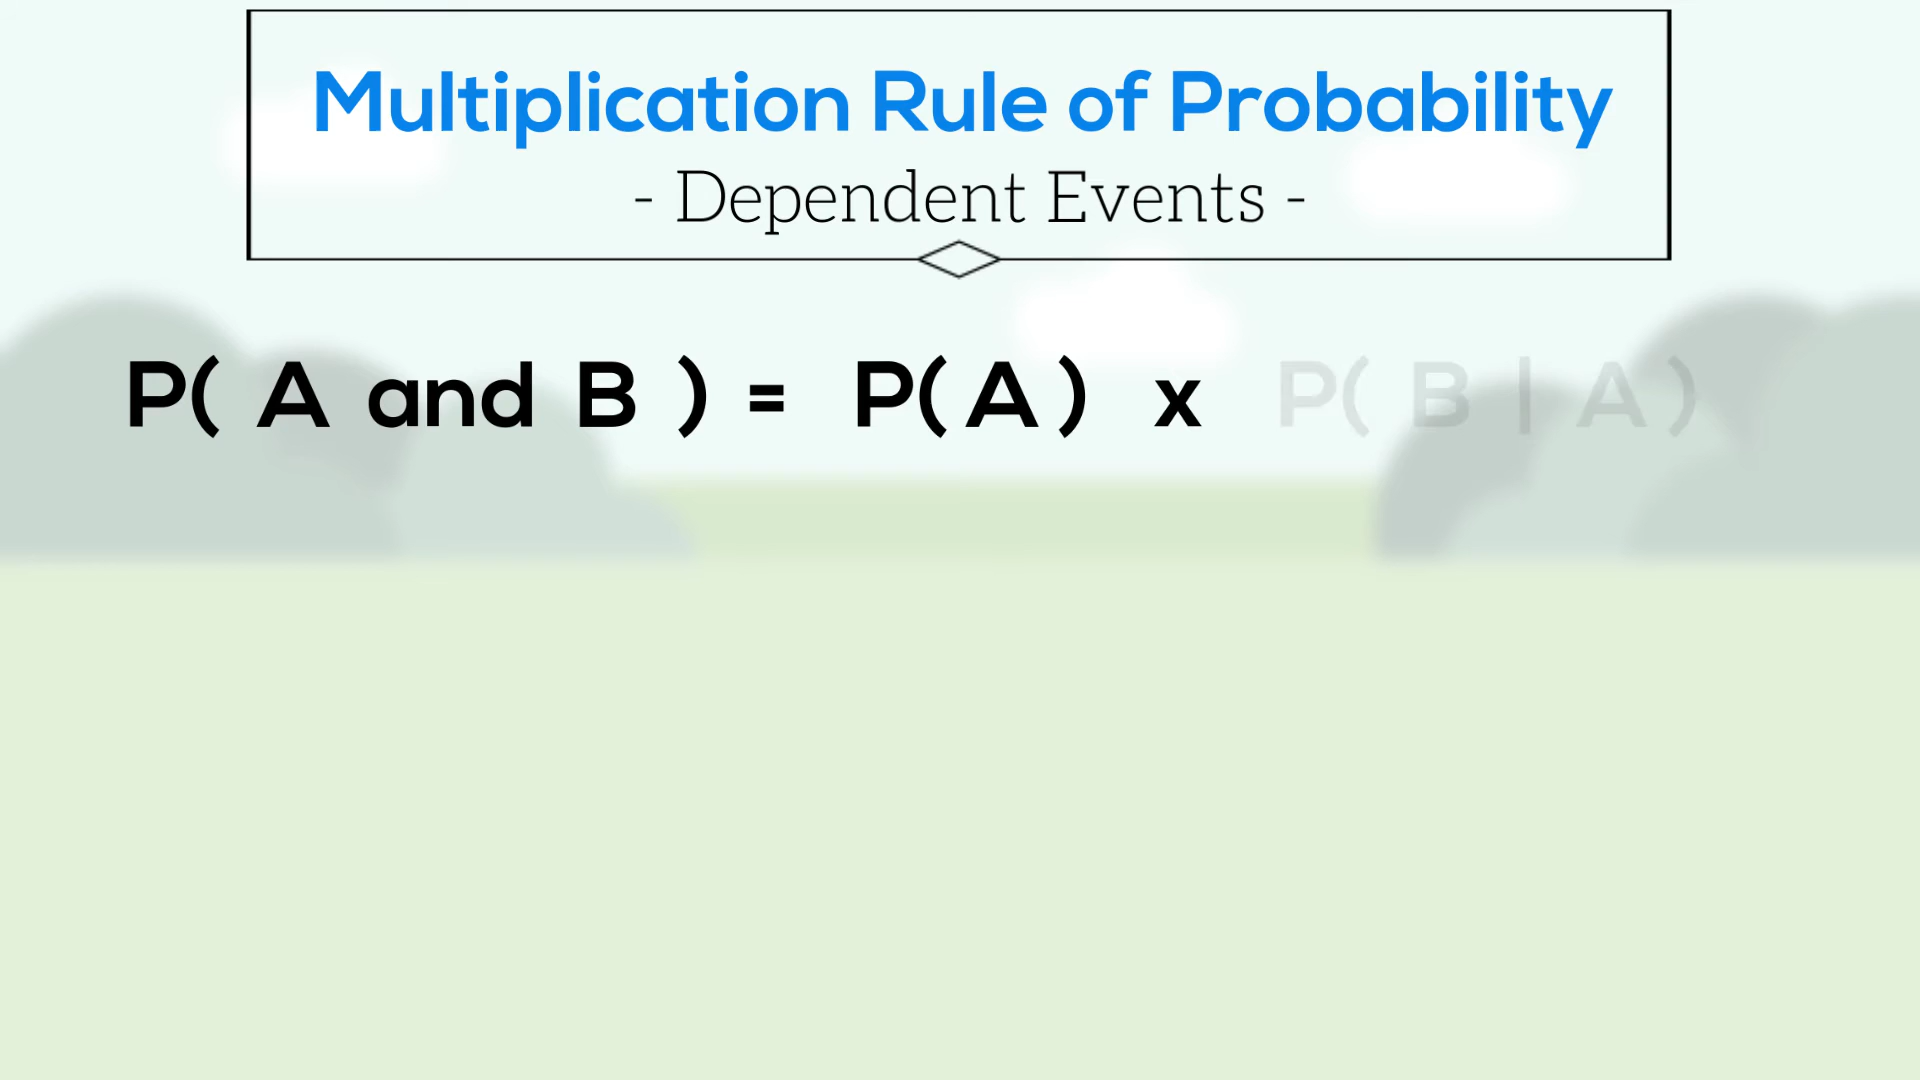 Multiplication Rule of Probability
- Dependent Events -
P( A and B ) = P( A ) x P( B | A )